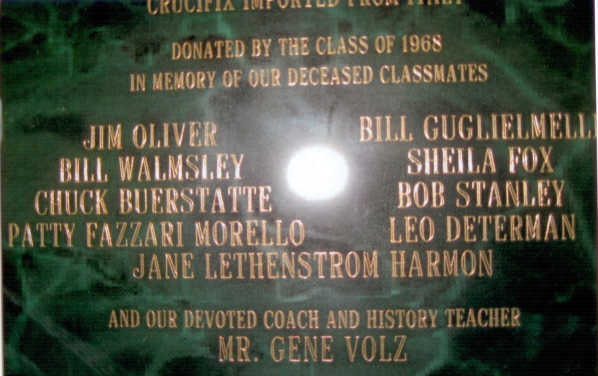 CRUCIFIX IMPORTED FROM ITALY
DONATED BY THE CLASS OF 1968
IN MEMORY OF OUR DECEASED CLASSMATES
JIM OLIVER
BILL WALMSLEY
CHUCK BUERSTATTE
PATTY FAZZARI MORELLO
BILL GUGLIELMELLI
SHEILA FOX
BOB STANLEY
LEO DETERMAN
JANE LETHENSTROM HARMON
AND OUR DEVOTED COACH AND HISTORY TEACHER
MR. GENE VOLZ